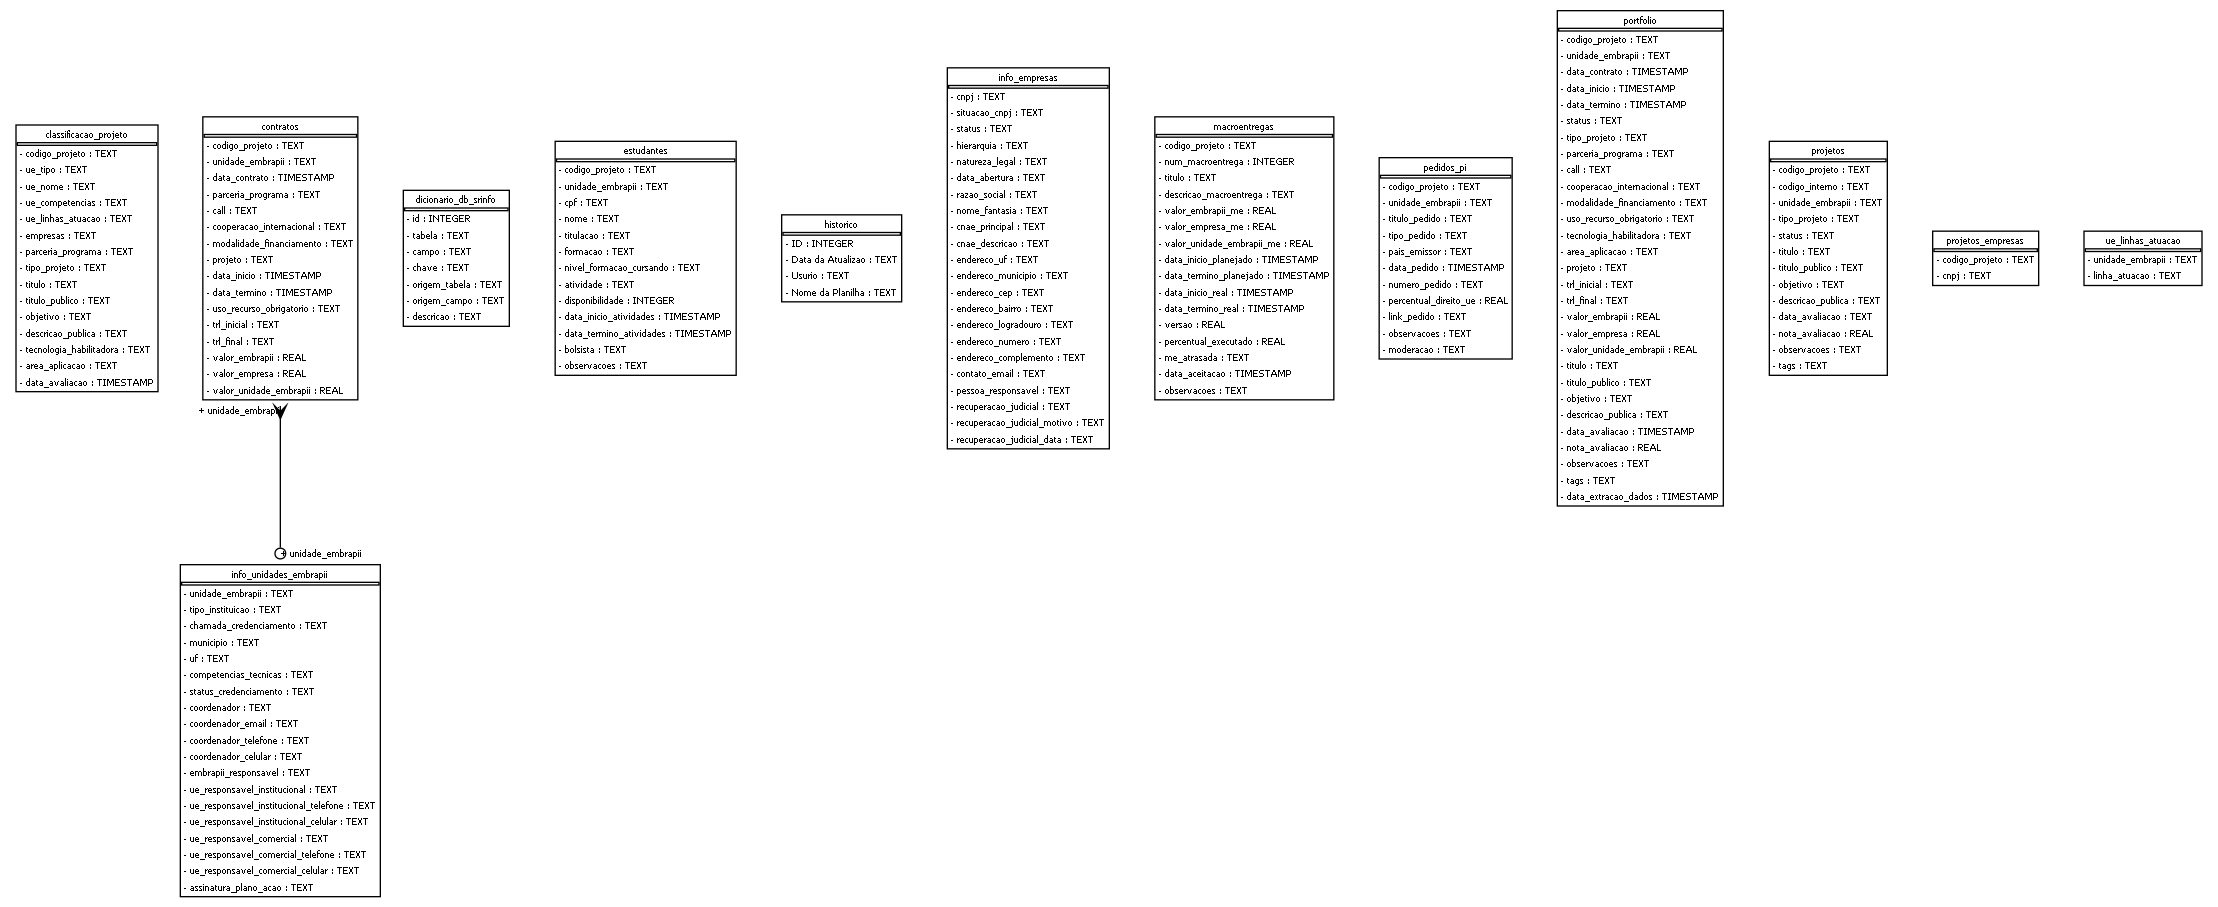 classificacao_projeto
- codigo_projeto : TEXT
- ue_tipo : TEXT
- ue_nome : TEXT
- ue_competencias : TEXT
- ue_linhas_atuacao : TEXT
- empresas : TEXT
- parceria_programa : TEXT
- tipo_projeto : TEXT
- titulo : TEXT
- titulo_publico : TEXT
- objetivo : TEXT
- descricao_publica : TEXT
- tecnologia_habilitadora : TEXT
- area_aplicacao : TEXT
- data_avaliacao : TIMESTAMP
contratos
- codigo_projeto : TEXT
- unidade_embrapii : TEXT
- data_contrato : TIMESTAMP
- parceria_programa : TEXT
- call : TEXT
- cooperacao_internacional : TEXT
- modalidade_financiamento : TEXT
- projeto : TEXT
- data_inicio : TIMESTAMP
- data_termino : TIMESTAMP
- uso_recurso_obrigatorio : TEXT
- trl_inicial : TEXT
- trl_final : TEXT
- valor_embrapii : REAL
- valor_empresa : REAL
- valor_unidade_embrapii : REAL
+ unidade_embrapii
+ unidade_embrapii
info_unidades_embrapii
- unidade_embrapii : TEXT
- tipo_instituicao : TEXT
- chamada_credenciamento : TEXT
- municipio : TEXT
- uf : TEXT
- competencias_tecnicas : TEXT
- status_credenciamento : TEXT
- coordenador : TEXT
- coordenador_email : TEXT
- coordenador_telefone : TEXT
- coordenador_celular : TEXT
- embrapii_responsavel : TEXT
- ue_responsavel_institucional : TEXT
- ue_responsavel_institucional_telefone : TEXT
- ue_responsavel_institucional_celular : TEXT
- ue_responsavel_comercial : TEXT
- ue_responsavel_comercial_telefone : TEXT
- ue_responsavel_comercial_celular : TEXT
- assinatura_plano_acao : TEXT
dicionario_db_srinfo
- id : INTEGER
- tabela : TEXT
- campo : TEXT
- chave : TEXT
- origem_tabela : TEXT
- origem_campo : TEXT
- descricao : TEXT
estudantes
- codigo_projeto : TEXT
- unidade_embrapii : TEXT
- cpf : TEXT
- nome : TEXT
- titulacao : TEXT
- formacao : TEXT
- nivel_formacao_cursando : TEXT
- atividade : TEXT
- disponibilidade : INTEGER
- data_inicio_atividades : TIMESTAMP
- data_termino_atividades : TIMESTAMP
- bolsista : TEXT
- observacoes : TEXT
historico
- ID : INTEGER
- Data da Atualizao : TEXT
- Usurio : TEXT
- Nome da Planilha : TEXT
info_empresas
- cnpj : TEXT
- situacao_cnpj : TEXT
- status : TEXT
- hierarquia : TEXT
- natureza_legal : TEXT
- data_abertura : TEXT
- razao_social : TEXT
- nome_fantasia : TEXT
- cnae_principal : TEXT
- cnae_descricao : TEXT
- endereco_uf : TEXT
- endereco_municipio : TEXT
- endereco_cep : TEXT
- endereco_bairro : TEXT
- endereco_logradouro : TEXT
- endereco_numero : TEXT
- endereco_complemento : TEXT
- contato_email : TEXT
- pessoa_responsavel : TEXT
- recuperacao_judicial : TEXT
- recuperacao_judicial_motivo : TEXT
- recuperacao_judicial_data : TEXT
macroentregas
- codigo_projeto : TEXT
- num_macroentrega : INTEGER
- titulo : TEXT
- descricao_macroentrega : TEXT
- valor_embrapii_me : REAL
- valor_empresa_me : REAL
- valor_unidade_embrapii_me : REAL
- data_inicio_planejado : TIMESTAMP
- data_termino_planejado : TIMESTAMP
- data_inicio_real : TIMESTAMP
- data_termino_real : TIMESTAMP
- versao : REAL
- percentual_executado : REAL
- me_atrasada : TEXT
- data_aceitacao : TIMESTAMP
- observacoes : TEXT
pedidos_pi
- codigo_projeto : TEXT
- unidade_embrapii : TEXT
- titulo_pedido : TEXT
- tipo_pedido : TEXT
- pais_emissor : TEXT
- data_pedido : TIMESTAMP
- numero_pedido : TEXT
- percentual_direito_ue : REAL
- link_pedido : TEXT
- observacoes : TEXT
- moderacao : TEXT
portfolio
- codigo_projeto : TEXT
- unidade_embrapii : TEXT
- data_contrato : TIMESTAMP
- data_inicio : TIMESTAMP
- data_termino : TIMESTAMP
- status : TEXT
- tipo_projeto : TEXT
- parceria_programa : TEXT
- call : TEXT
- cooperacao_internacional : TEXT
- modalidade_financiamento : TEXT
- uso_recurso_obrigatorio : TEXT
- tecnologia_habilitadora : TEXT
- area_aplicacao : TEXT
- projeto : TEXT
- trl_inicial : TEXT
- trl_final : TEXT
- valor_embrapii : REAL
- valor_empresa : REAL
- valor_unidade_embrapii : REAL
- titulo : TEXT
- titulo_publico : TEXT
- objetivo : TEXT
- descricao_publica : TEXT
- data_avaliacao : TIMESTAMP
- nota_avaliacao : REAL
- observacoes : TEXT
- tags : TEXT
- data_extracao_dados : TIMESTAMP
projetos
- codigo_projeto : TEXT
- codigo_interno : TEXT
- unidade_embrapii : TEXT
- tipo_projeto : TEXT
- status : TEXT
- titulo : TEXT
- titulo_publico : TEXT
- objetivo : TEXT
- descricao_publica : TEXT
- data_avaliacao : TEXT
- nota_avaliacao : REAL
- observacoes : TEXT
- tags : TEXT
projetos_empresas
- codigo_projeto : TEXT
- cnpj : TEXT
ue_linhas_atuacao
- unidade_embrapii : TEXT
- linha_atuacao : TEXT